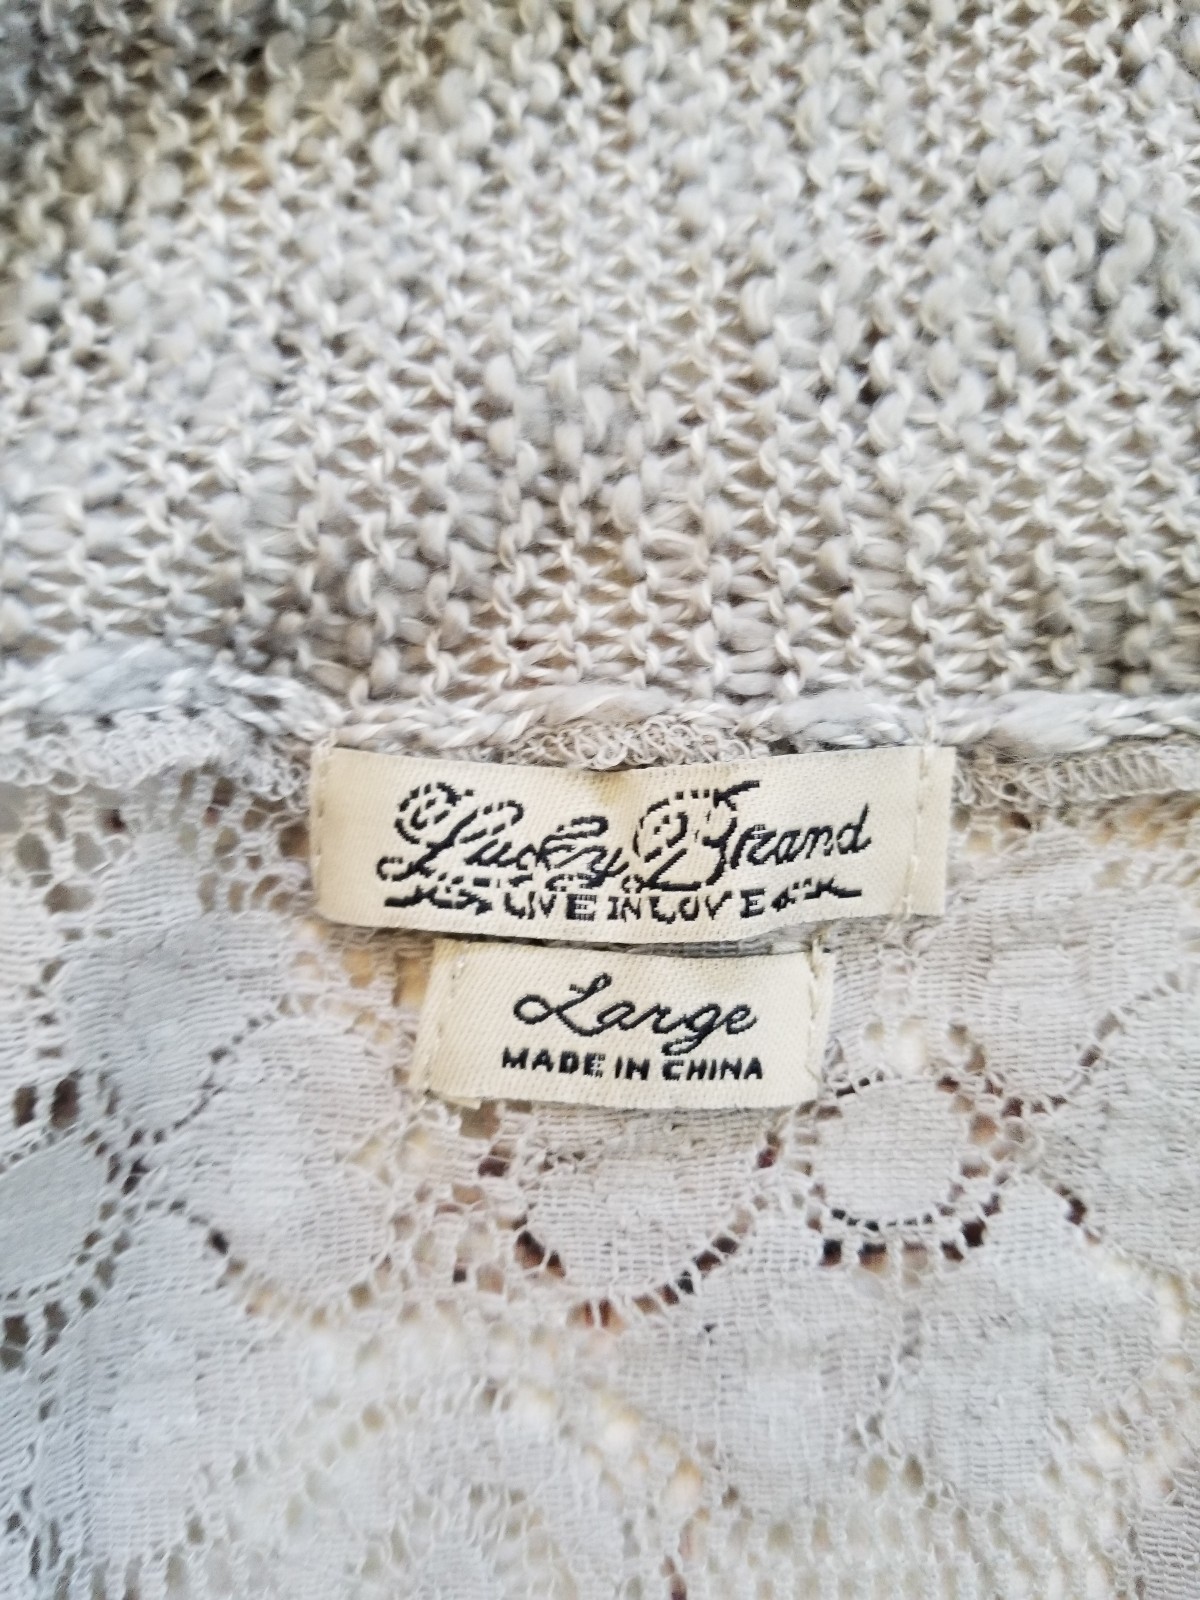 Lucky Brand
LIVE IN LOVE
Large
MADE IN CHINA